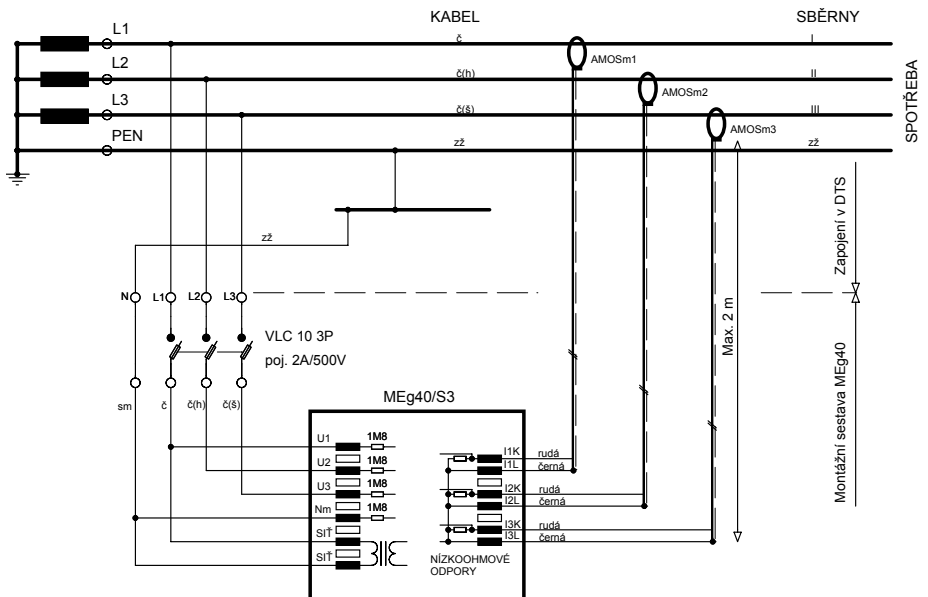 KABEL
SBĚRNY
L1
č
I
AMOSm1
L2
č(h)
II
AMOSm2
L3
č(š)
III
AMOSm3
PEN
zž
zž
SPOTŘEBA
zž
Zapojení v DTS
N
L1
L2
L3
Max. 2 m
VLC 10 3P
poj. 2A/500V
Montážní sestava MEg40
sm
č
č(h)
č(š)
MEg40/S3
U1
1M8
I1K
rudá
I1L
černá
U2
1M8
U3
1M8
I2K
rudá
I2L
černá
Nm
1M8
I3K
rudá
SIŤ
I3L
černá
SIŤ
NÍZKOOHMOVÉ
ODPORY